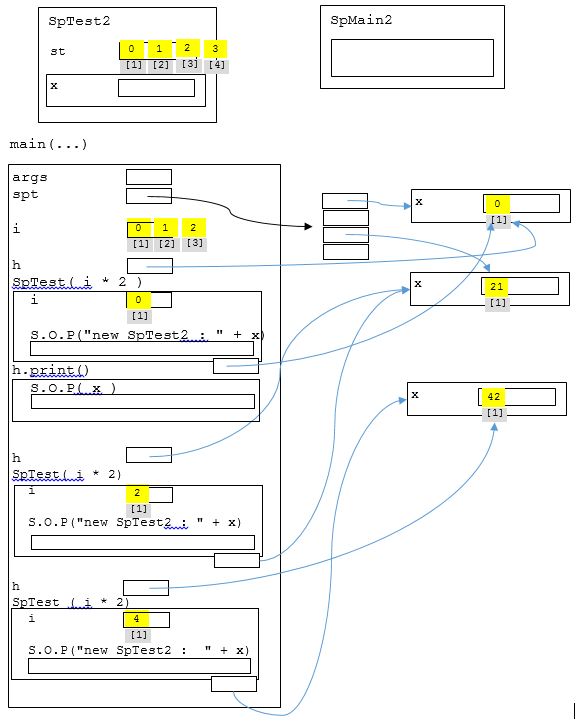 SpTest2
SpMain2
st 0 1 2 3
[1] [2] [3] [4]
x
main(...)
args
spt
x 0
[1]
i 0 1 2
[1] [2] [3]
h
SpTest( i * 2 )
x 21
[1]
i 0
[1]
S.O.P("new SpTest2 : " + x)
h.print()
S.O.P( x )
x 42
[1]
h
SpTest( i * 2)
i 2
[1]
S.O.P("new SpTest2 : " + x)
h
SpTest ( i * 2)
i 4
[1]
S.O.P("new SpTest2 :  " + x)